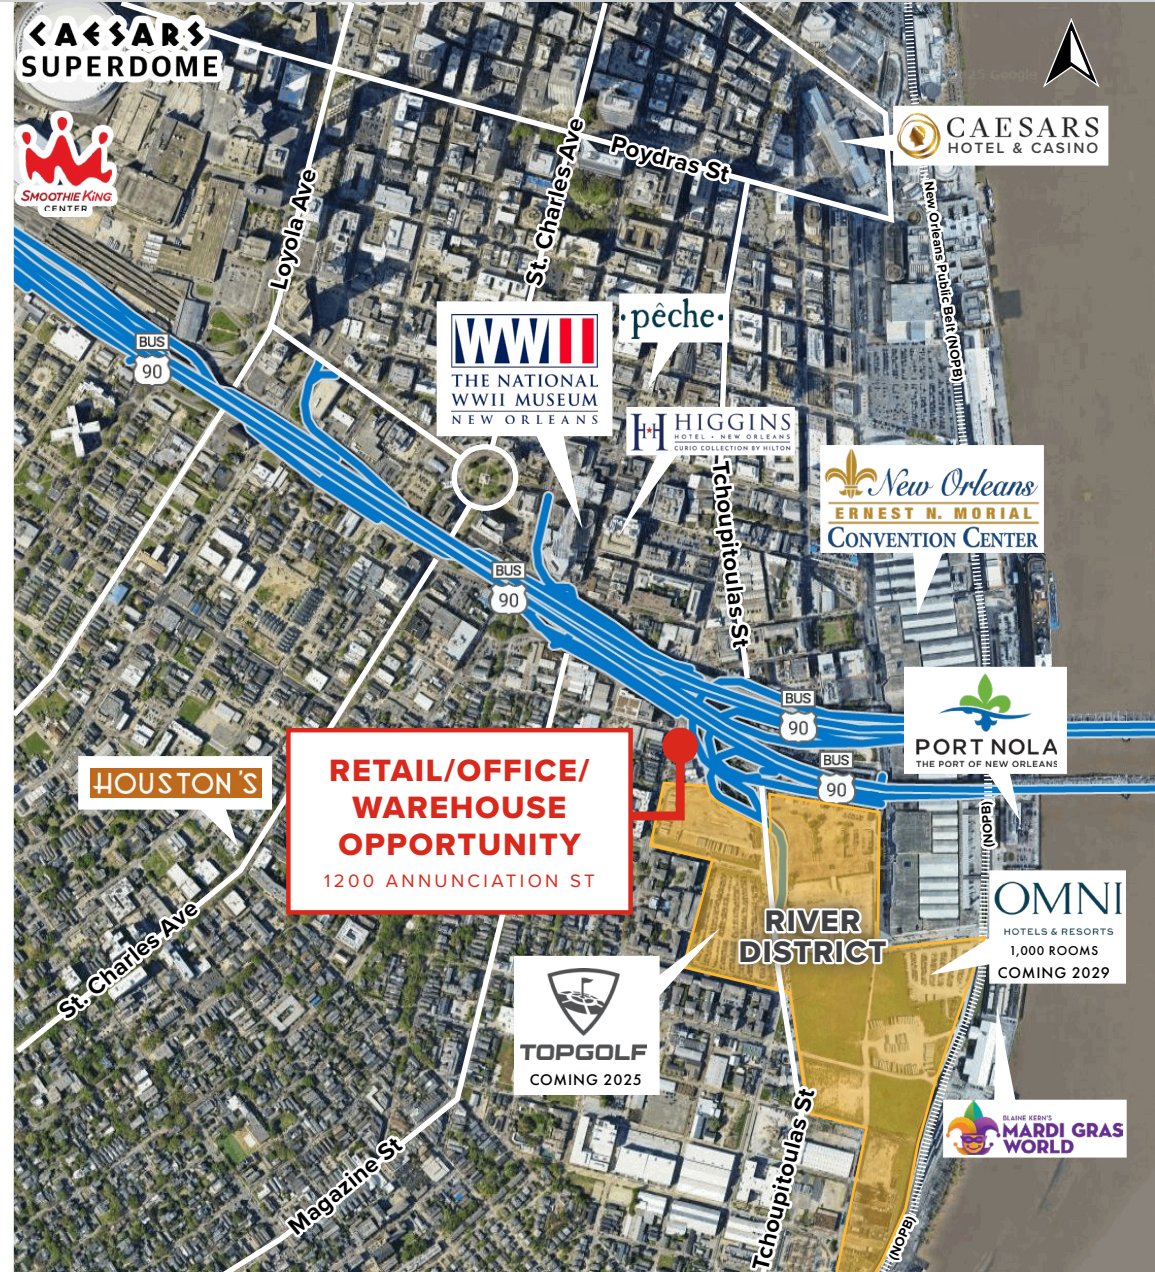 CAESARS
SUPERDOME
SMOOTHIE KING
CENTER
25 Google
CAESARS
HOTEL & CASINO
Poydras St
St. Charles Ave
Loyola Ave
New Orleans Public Belt (NOPB)
BUS
90
WWII
THE NATIONAL
WWII MUSEUM
NEW ORLEANS
·pêche·
HH HIGGINS
HOTEL • NEW ORLEANS
CURIO COLLECTION BY HILTON
Tchoupitoulas St
New Orleans
ERNEST N. MORIAL
CONVENTION CENTER
BUS
90
BUS
90
BUS
90
PORT NOLA
THE PORT OF NEW ORLEANS
HOUSTON'S
RETAIL/OFFICE/
WAREHOUSE
OPPORTUNITY
1200 ANNUNCIATION ST
(NOPB)
OMNI
HOTELS & RESORTS
1,000 ROOMS
COMING 2029
RIVER
DISTRICT
St. Charles Ave
TOPGOLF
COMING 2025
BLAINE KERN'S
MARDI GRAS
WORLD
Magazine St
Tchoupitoulas St
(NOPB)